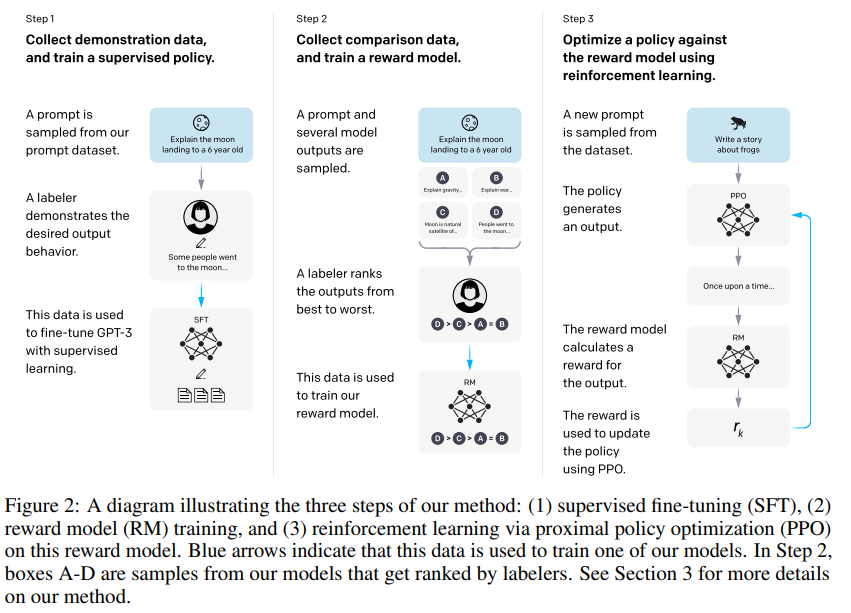 Step 1
Collect demonstration data,
and train a supervised policy.
A prompt is
sampled from our
prompt dataset.
Explain the moon
landing to a 6 year old
A labeler
demonstrates the
desired output
behavior.
Some people went
to the moon...
This data is used
to fine-tune GPT-3
with supervised
learning.
SFT
Step 2
Collect comparison data,
and train a reward model.
A prompt and
several model
outputs are
sampled.
Explain the moon
landing to a 6 year old
A
Explain gravity...
B
Explain war...
C
Moon is natural
satellite of...
D
People went to
the moon...
A labeler ranks
the outputs from
best to worst.
D > C > A = B
This data is used
to train our
reward model.
RM
D > C > A = B
Step 3
Optimize a policy against
the reward model using
reinforcement learning.
A new prompt
is sampled from
the dataset.
Write a story
about frogs
The policy
generates
an output.
PPO
Once upon a time...
The reward model
calculates a
reward for
the output.
RM
The reward is
used to update
the policy
using PPO.
rk
Figure 2: A diagram illustrating the three steps of our method: (1) supervised fine-tuning (SFT), (2)
reward model (RM) training, and (3) reinforcement learning via proximal policy optimization (PPO)
on this reward model. Blue arrows indicate that this data is used to train one of our models. In Step 2,
boxes A-D are samples from our models that get ranked by labelers. See Section 3 for more details
on our method.